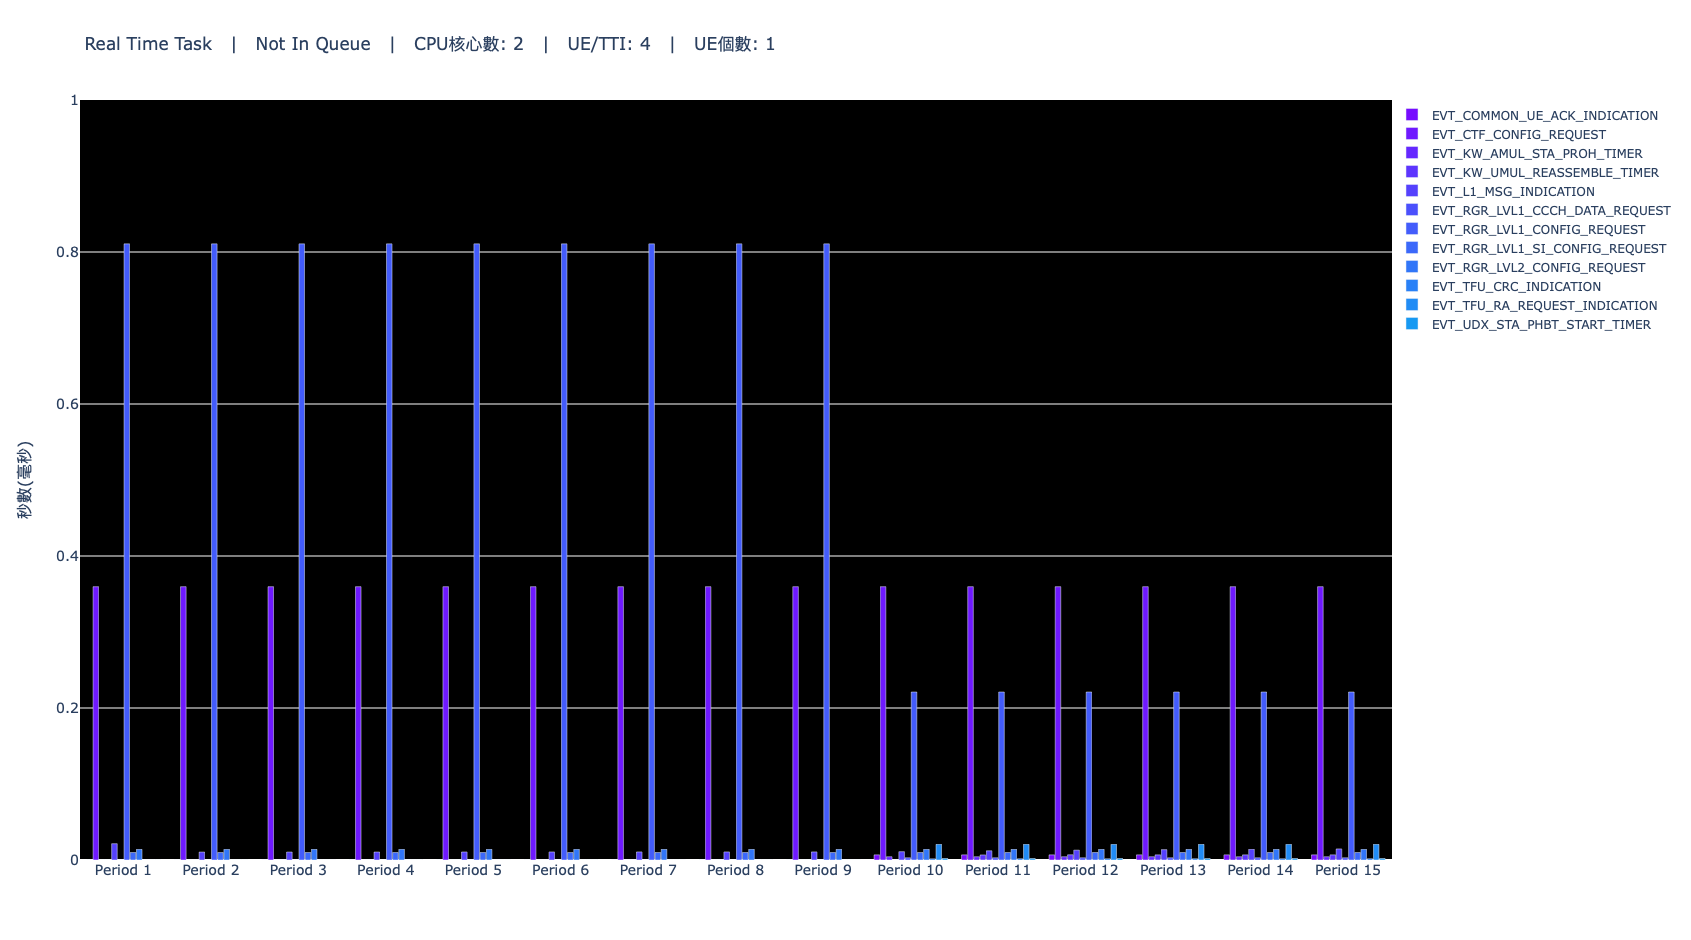 Real Time Task | Not In Queue | CPU核心數: 2 | UE/TTI: 4 | UE個數: 1
1
0.8
0.6
0.4
0.2
0
秒數(毫秒)
Period 1
Period 2
Period 3
Period 4
Period 5
Period 6
Period 7
Period 8
Period 9
Period 10
Period 11
Period 12
Period 13
Period 14
Period 15
EVT_COMMON_UE_ACK_INDICATION
EVT_CTF_CONFIG_REQUEST
EVT_KW_AMUL_STA_PROH_TIMER
EVT_KW_UMUL_REASSEMBLE_TIMER
EVT_L1_MSG_INDICATION
EVT_RGR_LVL1_CCCH_DATA_REQUEST
EVT_RGR_LVL1_CONFIG_REQUEST
EVT_RGR_LVL1_SI_CONFIG_REQUEST
EVT_RGR_LVL2_CONFIG_REQUEST
EVT_TFU_CRC_INDICATION
EVT_TFU_RA_REQUEST_INDICATION
EVT_UDX_STA_PHBT_START_TIMER